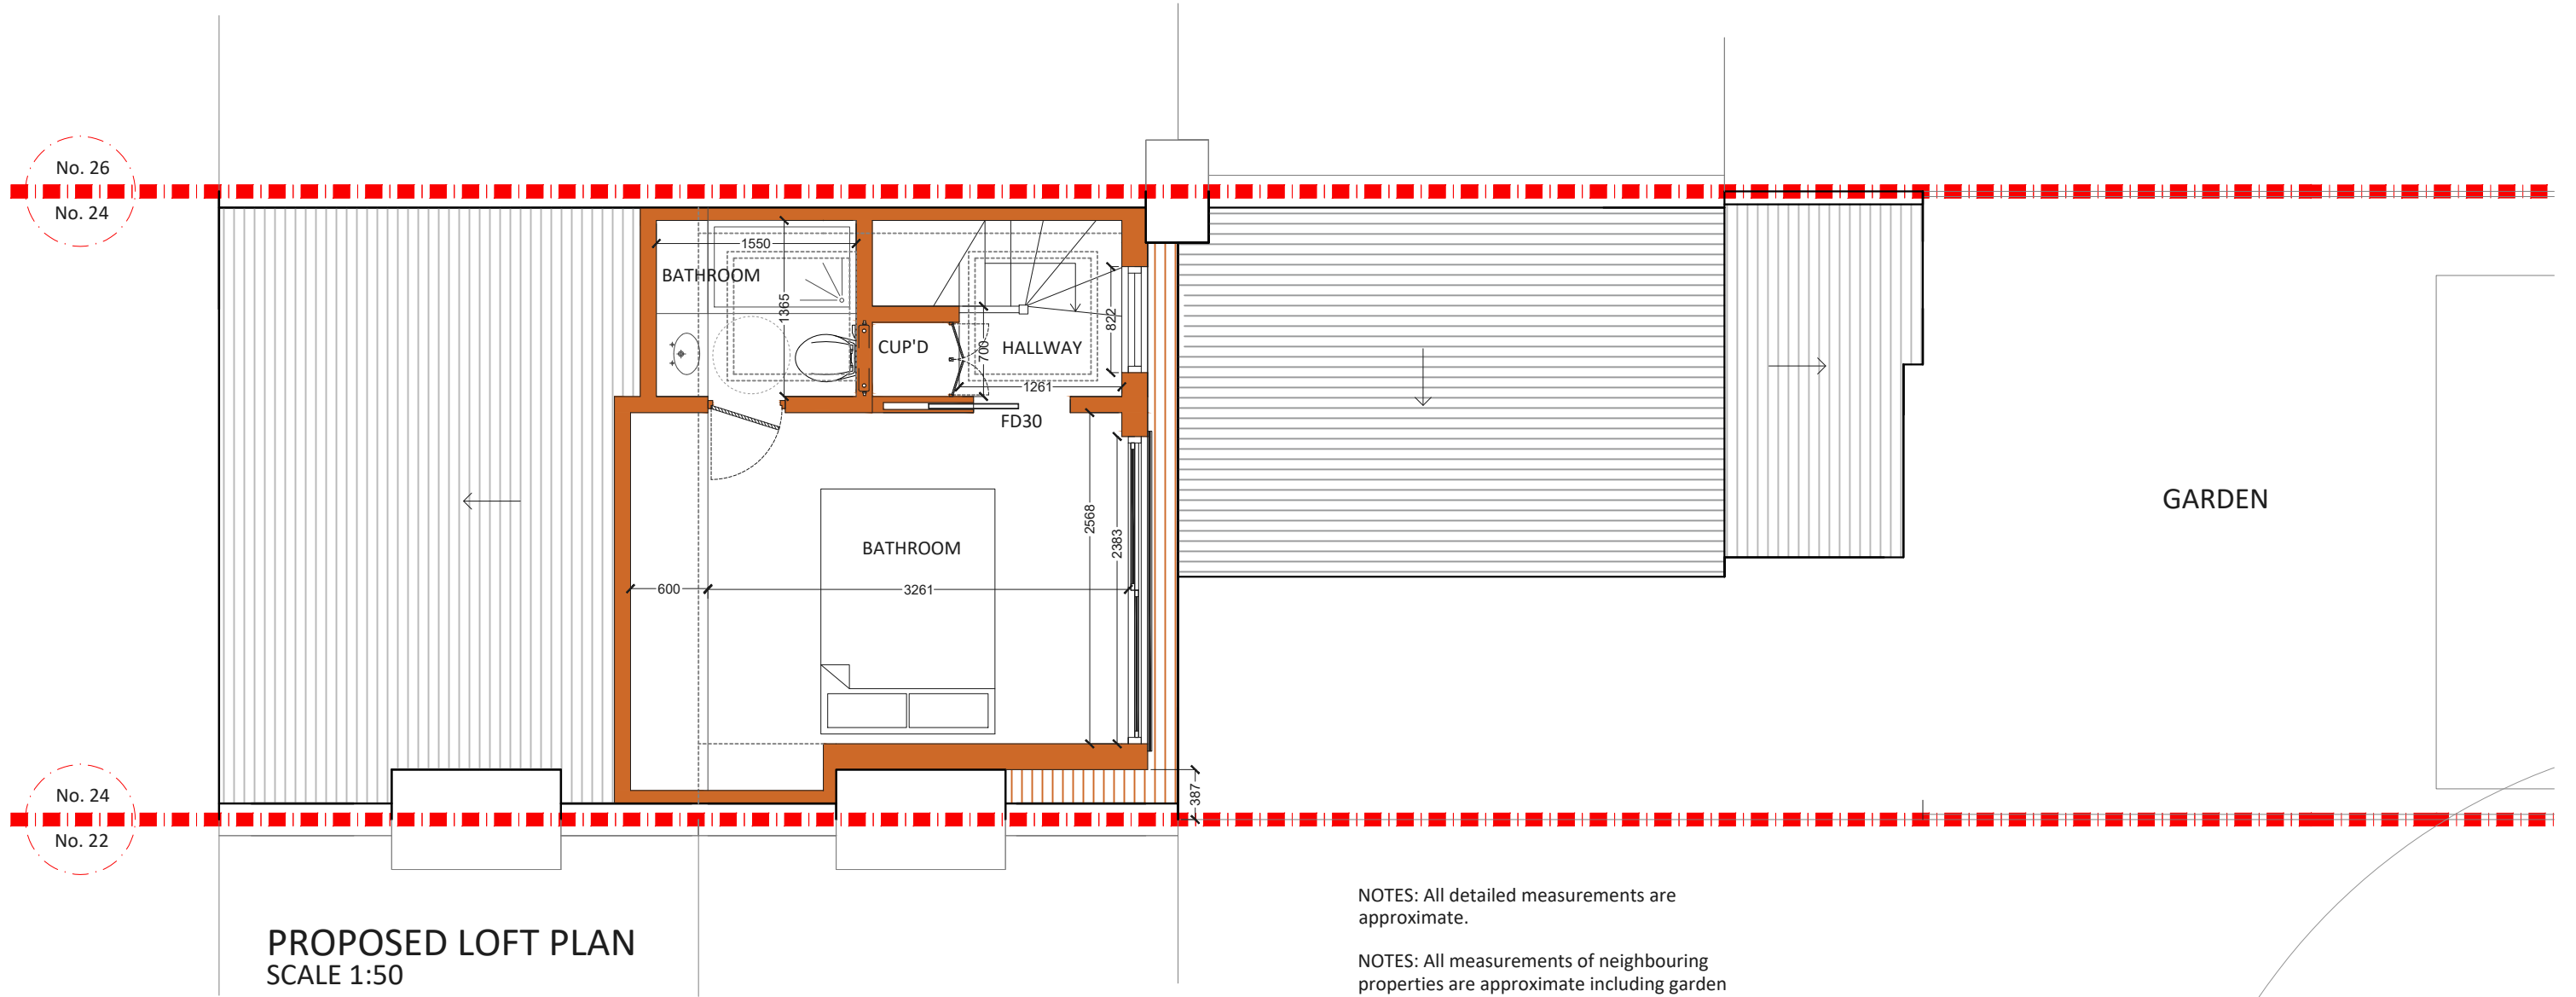 No. 26
No. 24
1550
BATHROOM
1365
CUP'D
700
HALLWAY
822
1261
FD30
GARDEN
2568
2383
BATHROOM
600
3261
387
No. 24
No. 22
NOTES: All detailed measurements are
approximate.
PROPOSED LOFT PLAN
SCALE 1:50
NOTES: All measurements of neighbouring
properties are approximate including garden